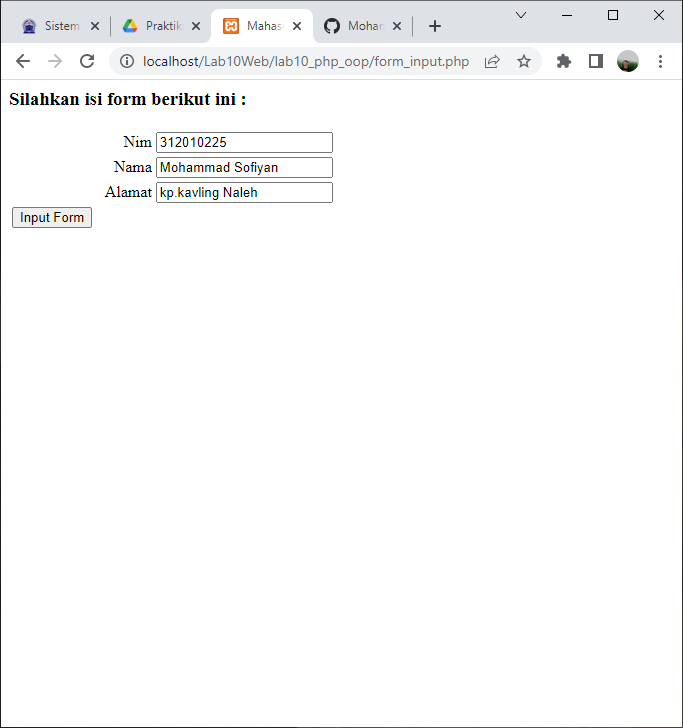 Sistem
Praktik
Mahas
Mohan
localhost/Lab10Web/lab10_php_oop/form_input.php
Silahkan isi form berikut ini :
Nim 312010225
Nama Mohammad Sofiyan
Alamat kp.kavling Naleh
Input Form